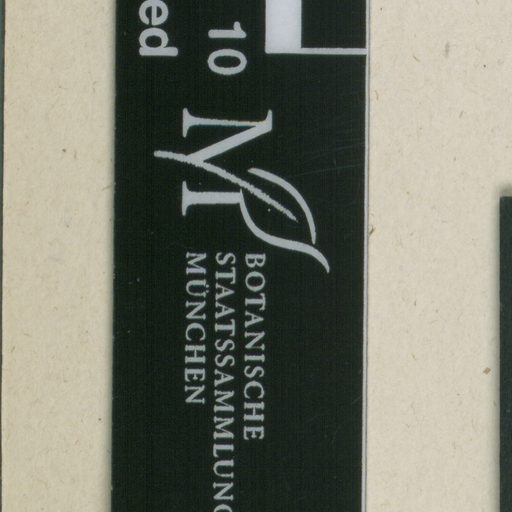 ed
10
M
BOTANISCHE
STAATSSAMMLUNG
MÜNCHEN